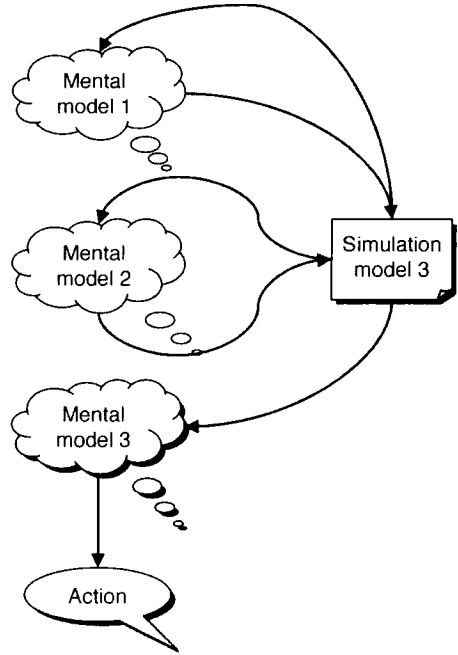 Mental
model 1
Mental
model 2
Simulation
model 3
Mental
model 3
Action